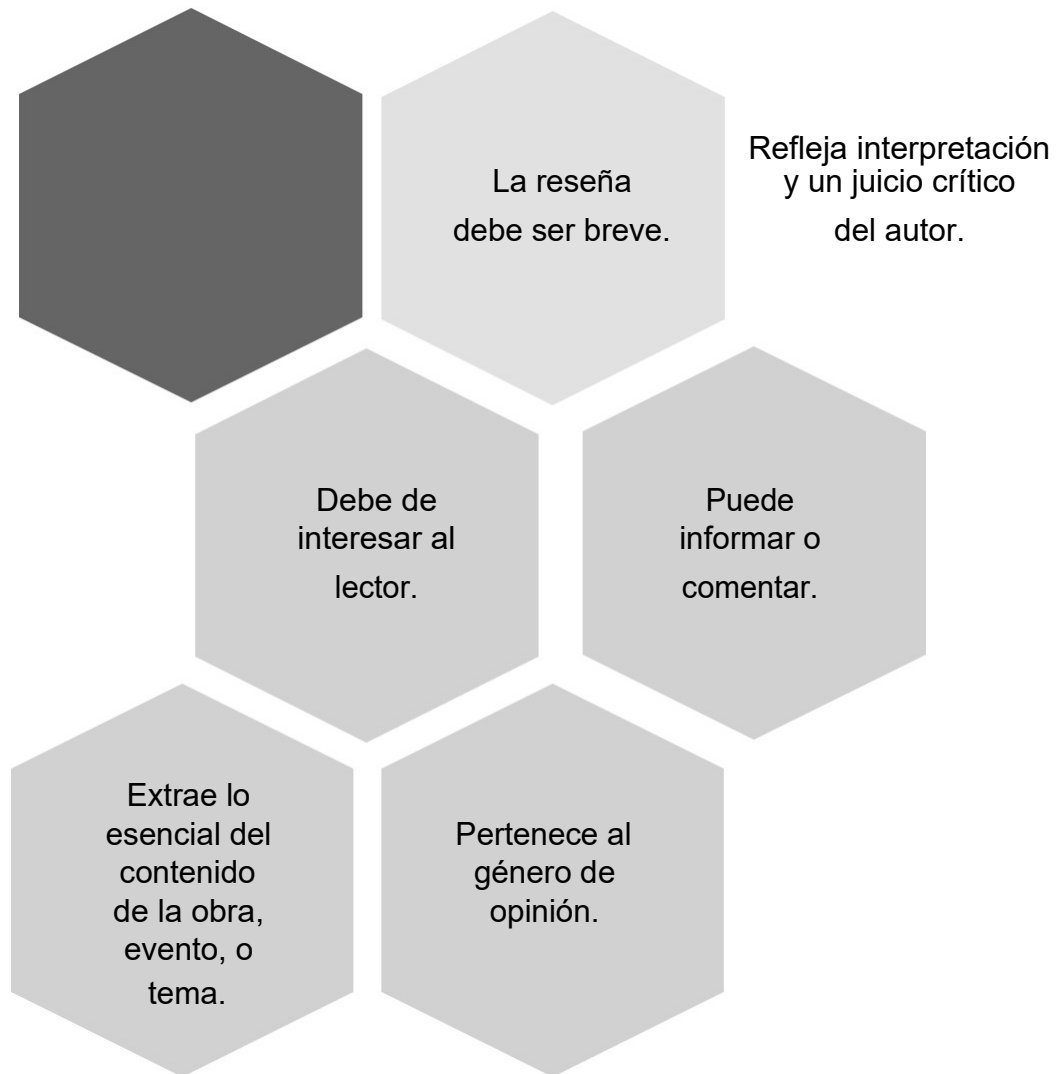 La reseña
debe ser breve.
Refleja interpretación
y un juicio crítico
del autor.
Debe de
interesar al
lector.
Puede
informar o
comentar.
Extrae lo
esencial del
contenido
de la obra,
evento, o
tema.
Pertenece al
género de
opinión.